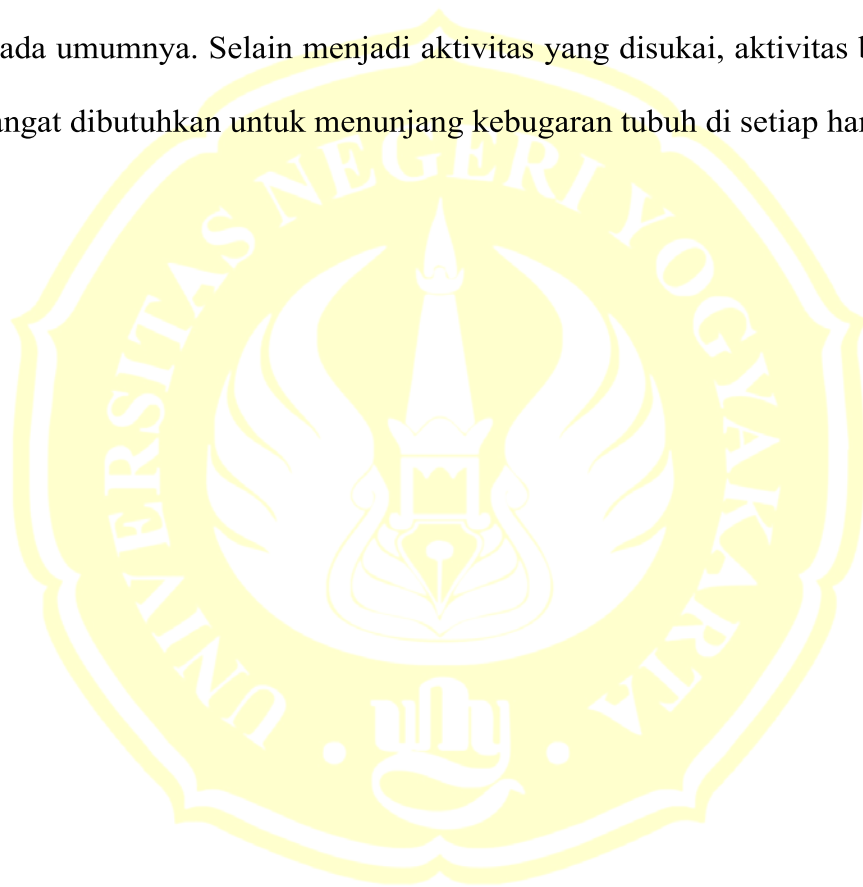 ada umumnya. Selain menjadi aktivitas yang disukai, aktivitas
angat dibutuhkan untuk menunjang kebugaran tubuh di setiap har
UNIVERSITAS NEGERI YOGYAKARTA
uny